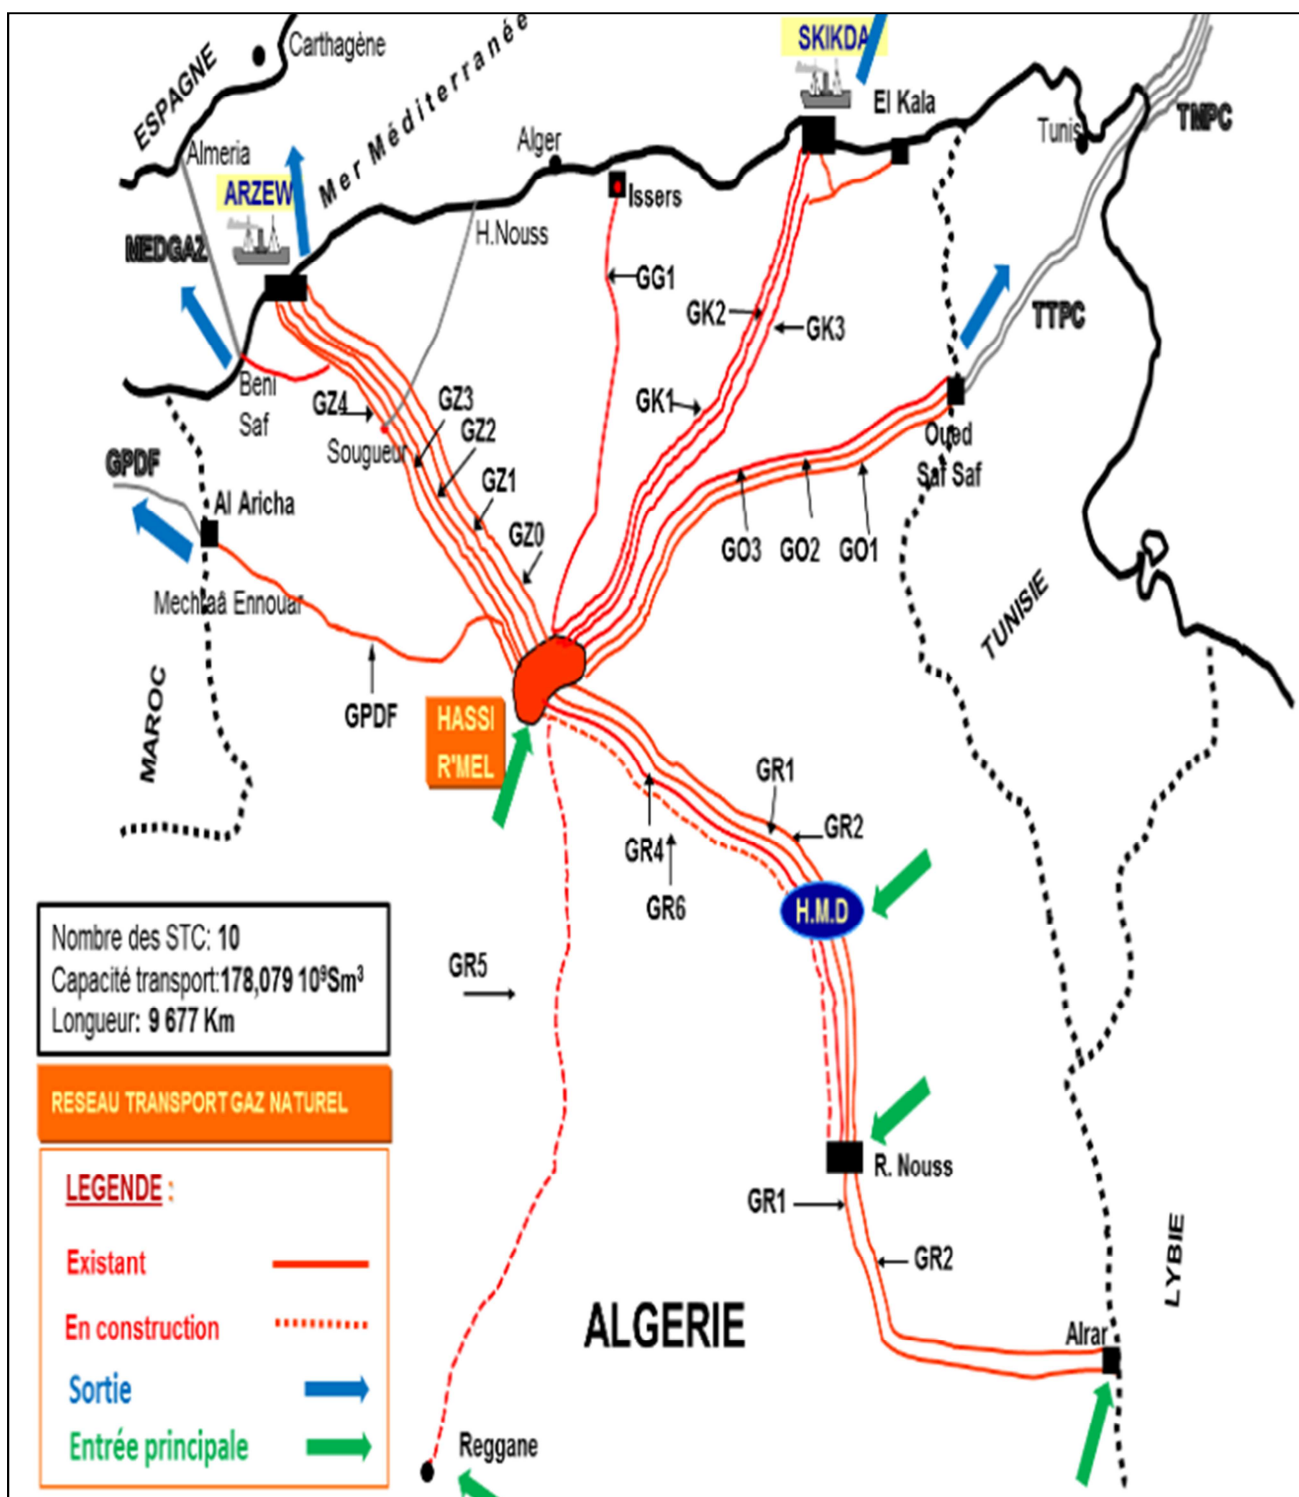 Carthagène
ESPAGNE
Mer Méditerranée
SKIKDA
El Kala
Tunis
TMPC
Almeria
ARZEW
Alger
Issers
MEDGAZ
H.Nouss
GG1
GK2
GK3
TTPC
Beni
Saf
GZ4
GZ3
GK1
Sougueur
GZ2
Oued
Saf Saf
GPDF
GZ1
Al Aricha
GZ0
GO3
GO2
GO1
Mechtaâ Ennouar
TUNISIE
MAROC
GPDF
HASSI
R'MEL
GR1
GR2
GR4
GR6
H.M.D
Nombre des STC: 10
Capacité transport:178,079 10⁹Sm³
Longueur: 9 677 Km
GR5
RESEAU TRANSPORT GAZ NATUREL
R. Nouss
GR1
GR2
LYBIE
LEGENDE :
Existant
En construction
Sortie
Entrée principale
ALGERIE
Alrar
Reggane